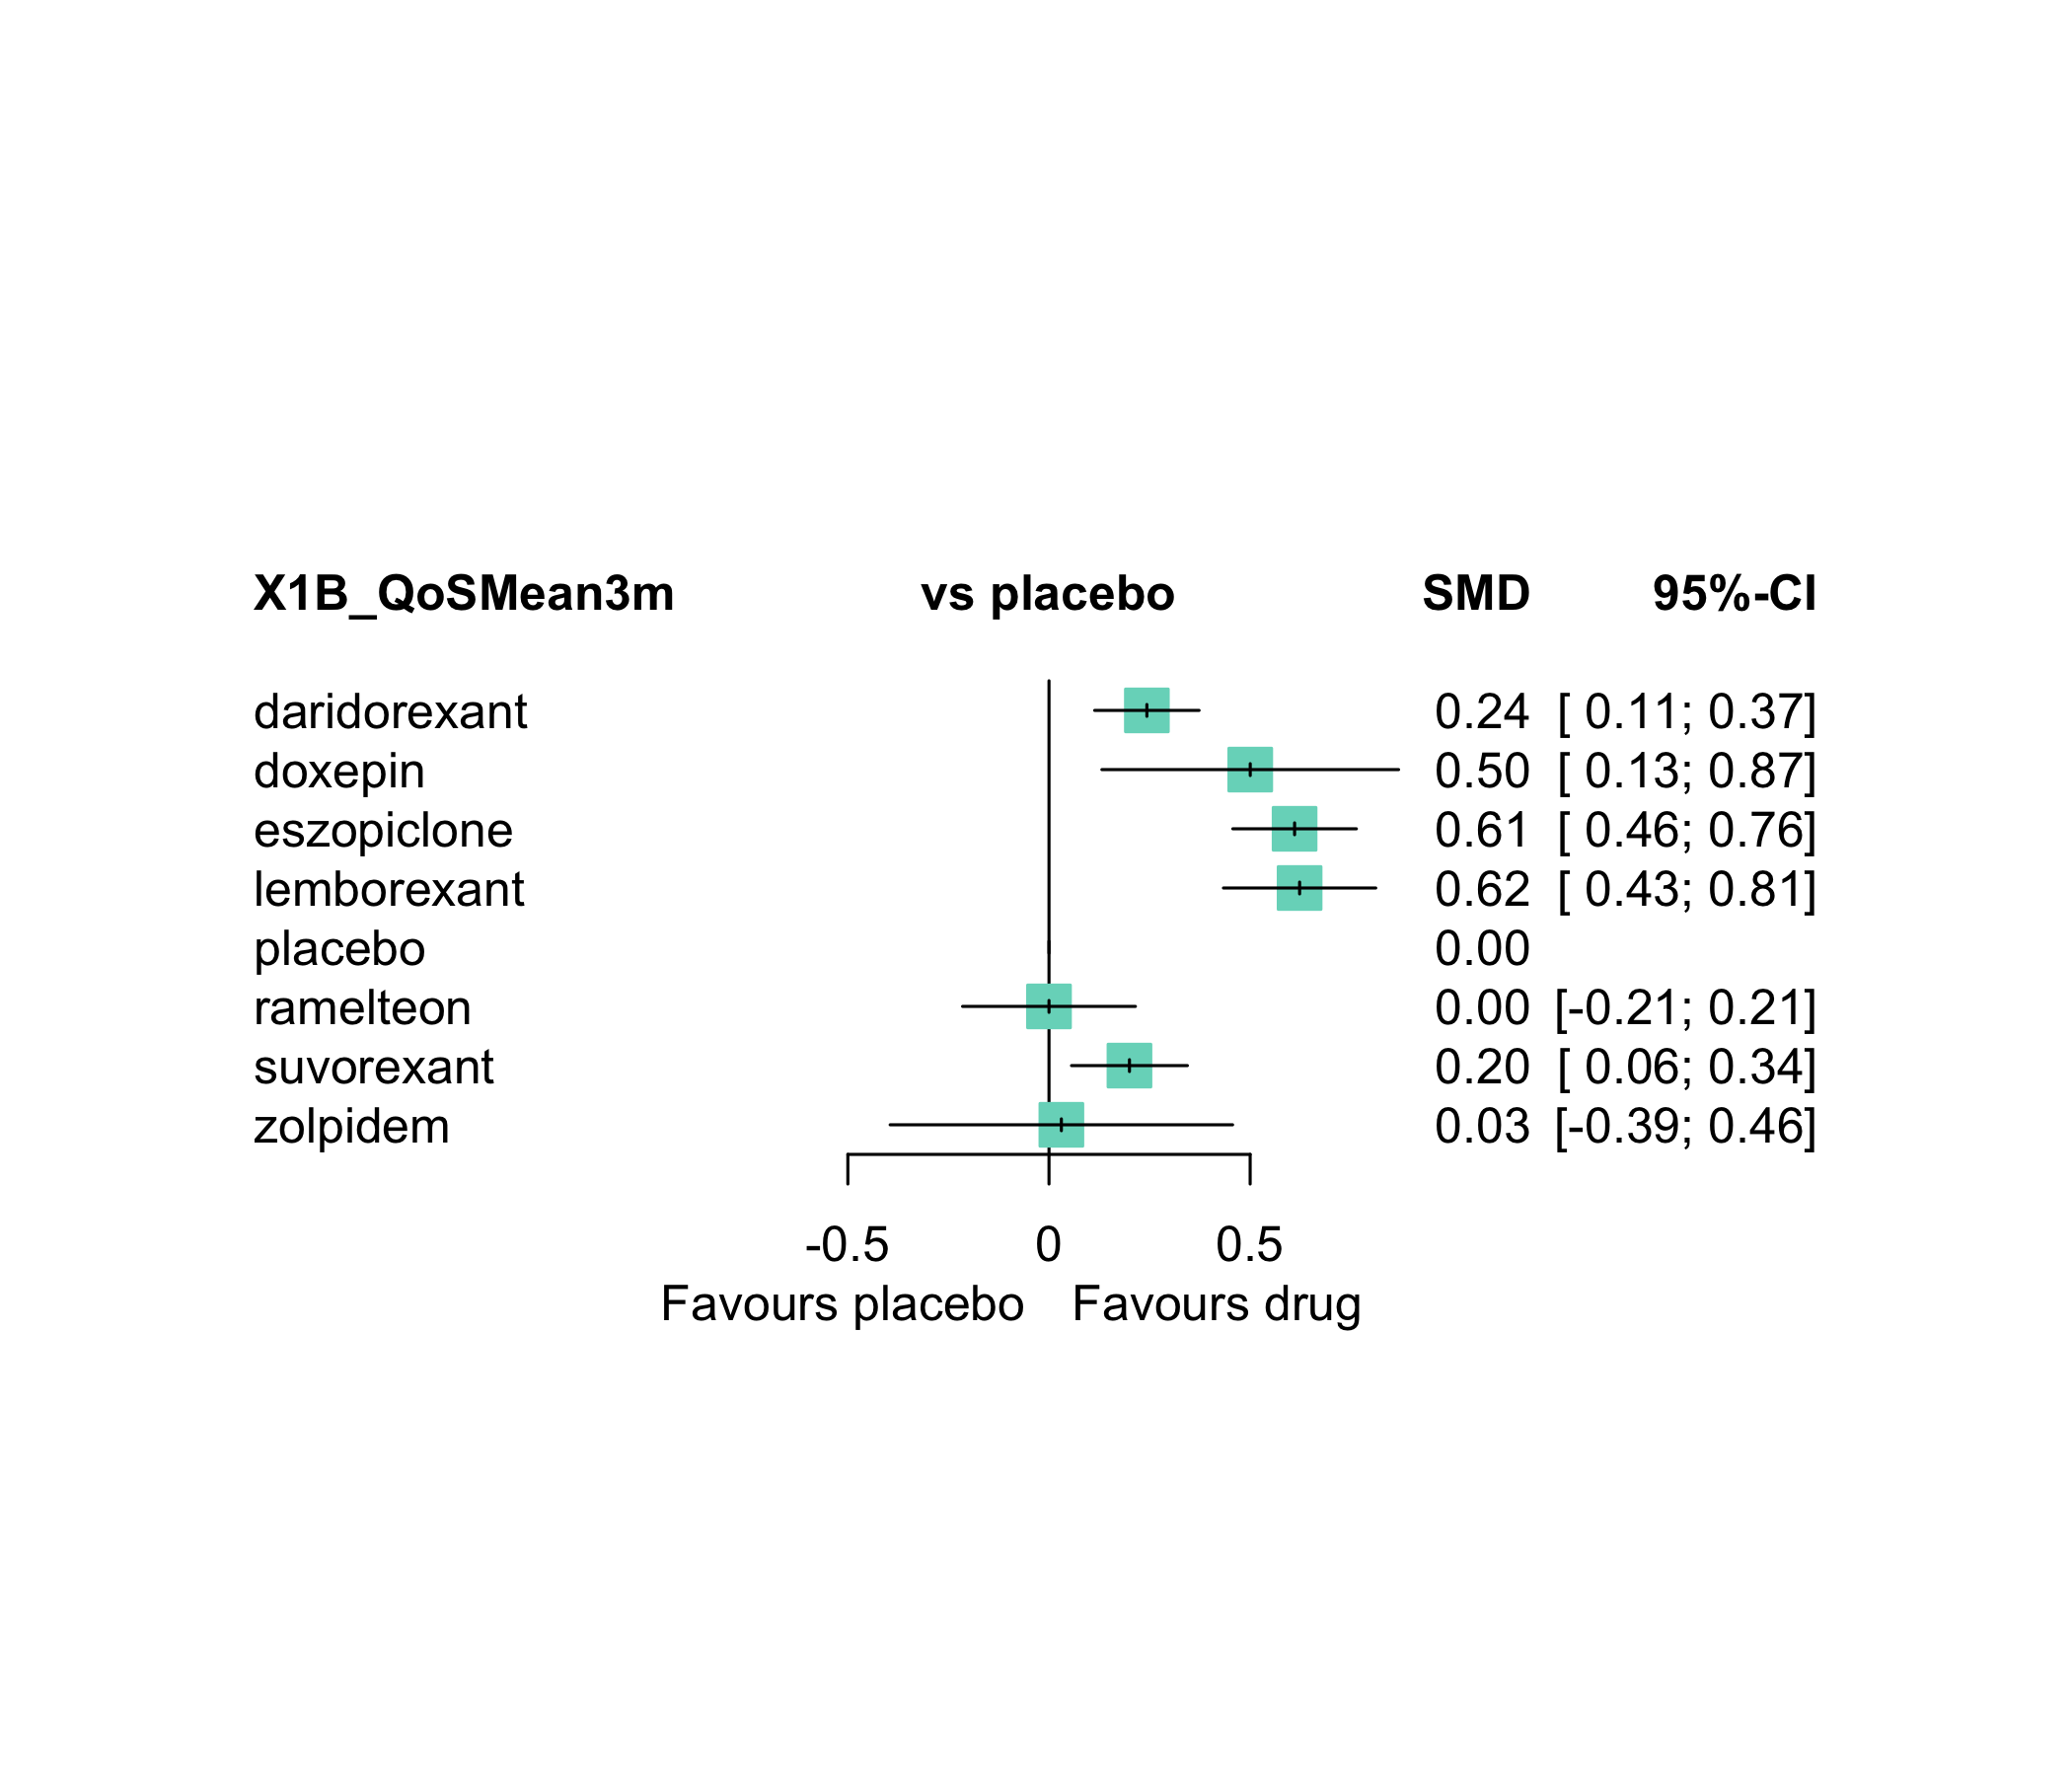 X1B_QoSMean3m vs placebo SMD 95%-CI
daridorexant 0.24 [ 0.11; 0.37]
doxepin 0.50 [ 0.13; 0.87]
eszopiclone 0.61 [ 0.46; 0.76]
lemborexant 0.62 [ 0.43; 0.81]
placebo 0.00
ramelteon 0.00 [-0.21; 0.21]
suvorexant 0.20 [ 0.06; 0.34]
zolpidem 0.03 [-0.39; 0.46]
-0.5 0 0.5
Favours placebo Favours drug